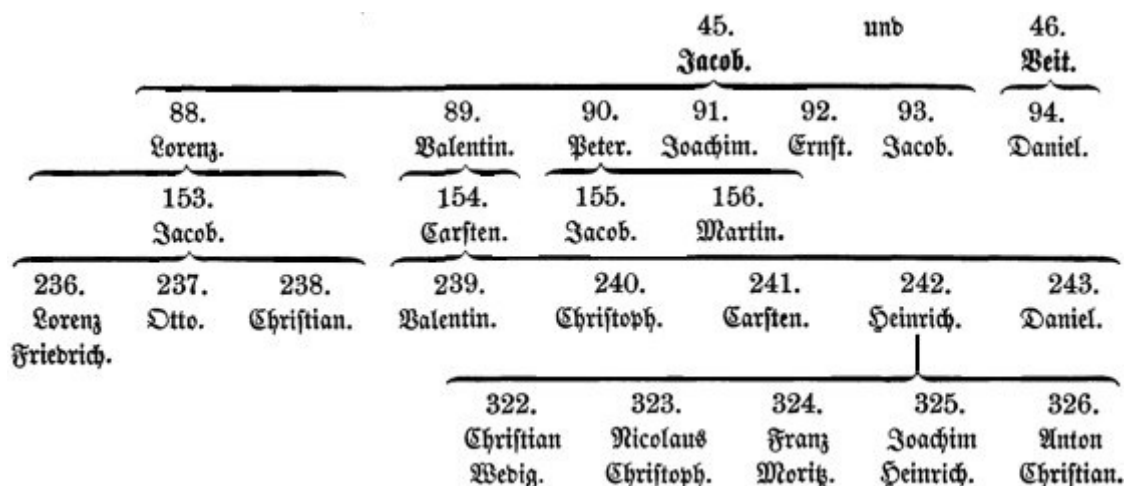 45. und 46.
Jacob. Veit.
88. 89. 90. 91. 92. 93. 94.
Lorenz. Valentin. Peter. Joachim. Ernst. Jacob. Daniel.
153. 154. 155. 156.
Jacob. Carsten. Jacob. Martin.
236. 237. 238. 239. 240. 241. 242. 243.
Lorenz Otto. Christian. Valentin. Christoph. Carsten. Heinrich. Daniel.
Friedrich.
322. 323. 324. 325. 326.
Christian Nicolaus Franz Joachim Anton
Wedig. Christoph. Moritz. Heinrich. Christian.